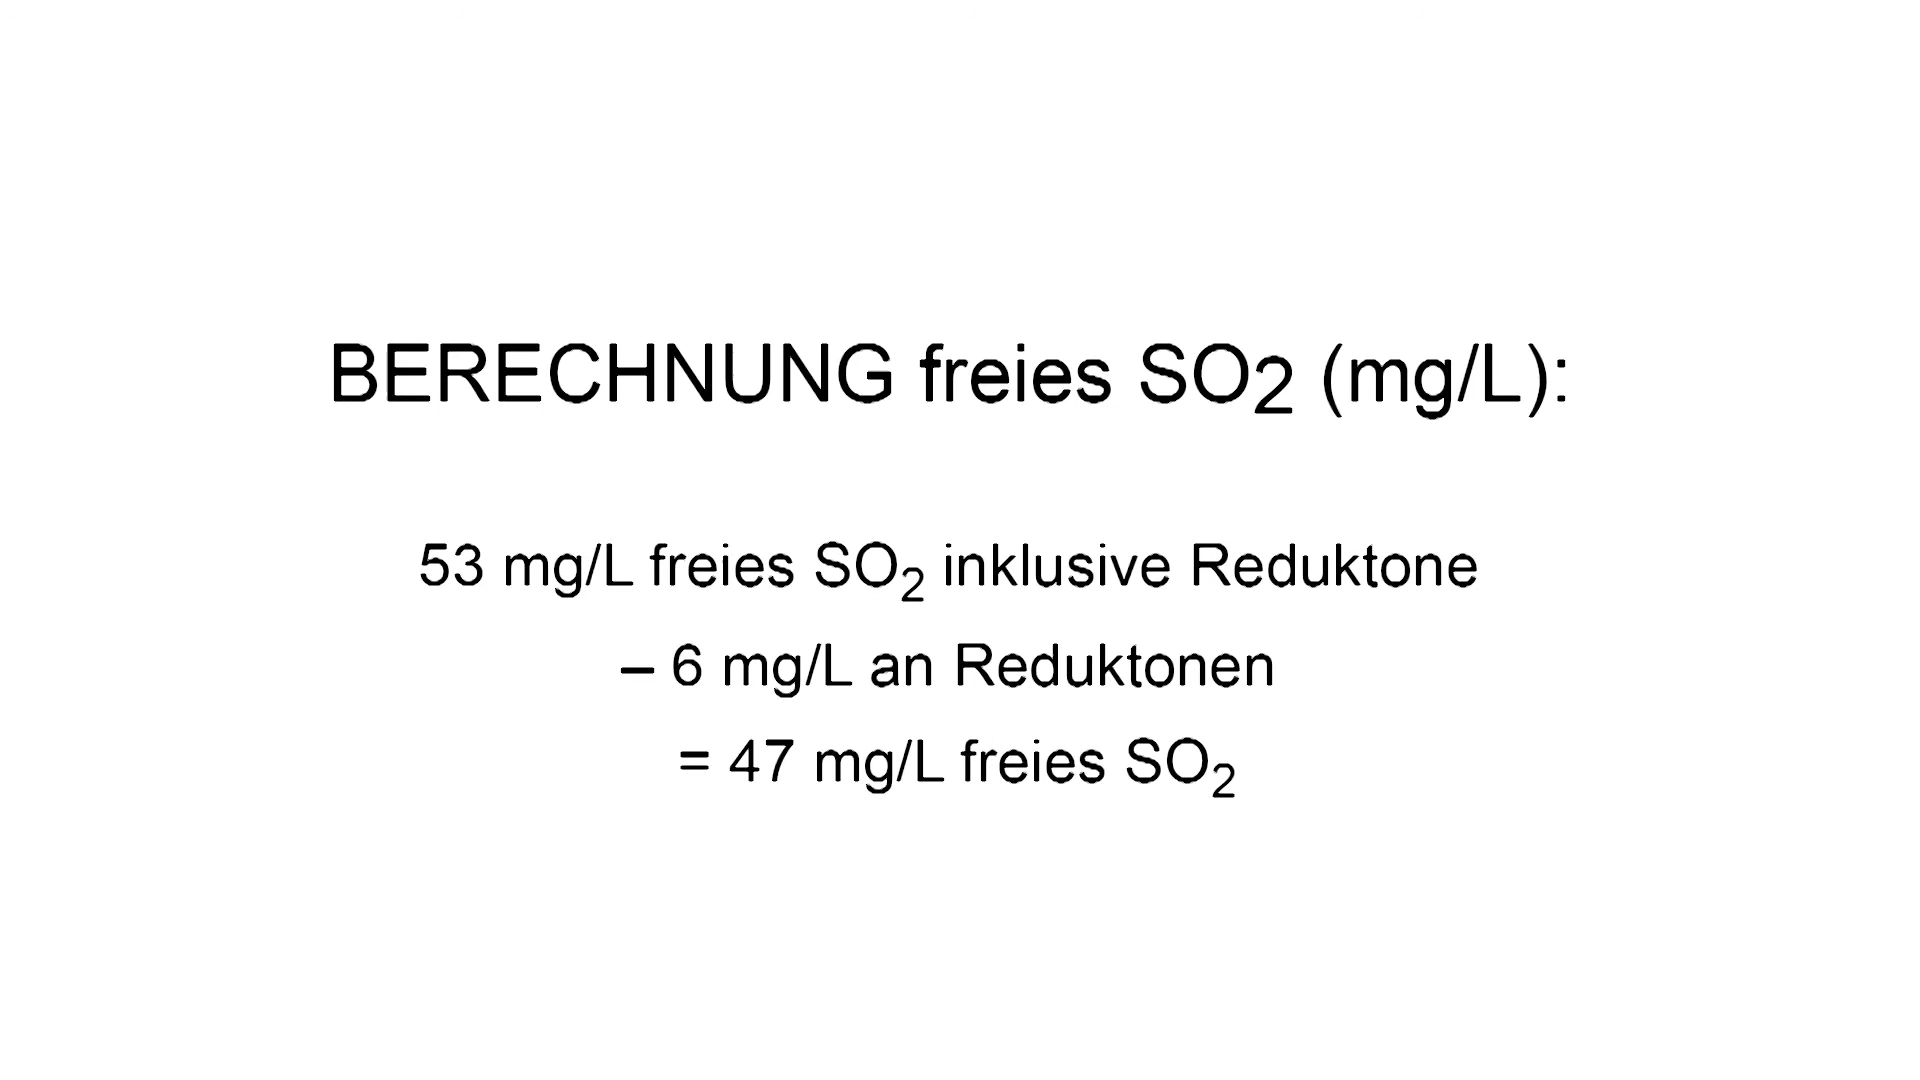 BERECHNUNG freies SO2 (mg/L):
53 mg/L freies SO₂ inklusive Reduktone
– 6 mg/L an Reduktonen
= 47 mg/L freies SO₂